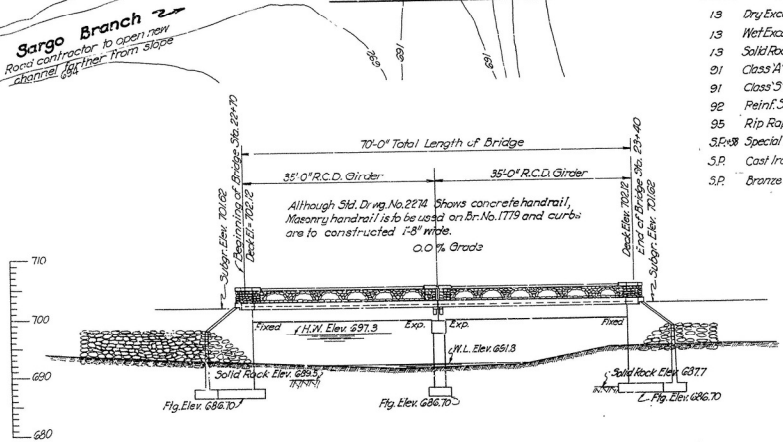 Sargo Branch
Road contractor to open new
channel farther from slope
694
692
691
691
13 Dry Exc
13 Wet Exc
13 Solid Roc
91 Class 'A'
91 Class 'S'
92 Reinf. S
95 Rip Rap
S.P. Special
S.P. Cast Iro
S.P. Bronze
70'-0" Total Length of Bridge
35'-0" R.C.D. Girder
35'-0" R.C.D. Girder
Subgr. Elev. 701.62
Beginning of Bridge Sta. 22+70
Deck El = 702.12
Deck Elev. 702.12
End of Bridge Sta. 23+40
Subgr. Elev. 701.62
Although Std. Drwg. No. 2274 Shows concrete handrail,
Masonry handrail is to be used on Br. No. 1779 and curbs
are to constructed 1'-8" wide.
0.0 % Grade
710
700
690
680
Fixed
H.W. Elev. 697.3
Exp.
Exp.
Fixed
W.L. Elev. 691.8
Solid Rock Elev. 689.5
Solid Rock Elev. 687.7
Ftg. Elev. 686.70
Ftg. Elev. 686.70
Ftg. Elev. 686.70